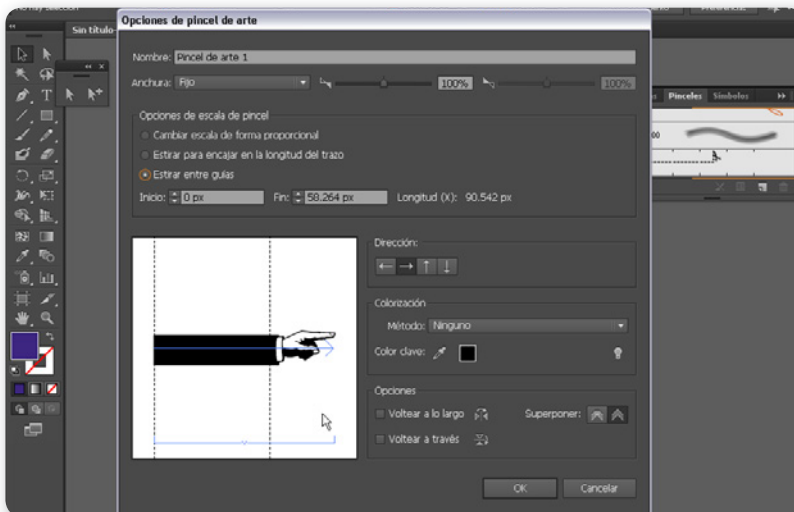 Opciones de pincel de arte
Sin título-
Nombre: Pincel de arte 1
Anchura: Fijo 100% 100%
Pinceles Símbolos
Opciones de escala de pincel
Cambiar escala de forma proporcional
Estirar para encajar en la longitud del trazo
Estirar entre guías
Inicio: 0 px Fin: 58.264 px Longitud (X): 90.542 px
Dirección:
Colorización
Método: Ninguno
Color clave:
Opciones
Voltear a lo largo Superponer:
Voltear a través
OK Cancelar